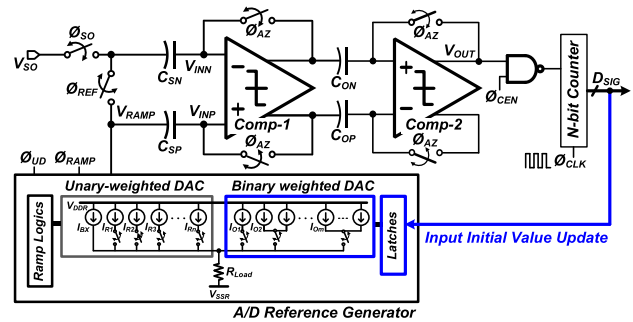 Ø_SO
V_SO
Ø_REF
C_SN
V_INN
Ø_AZ
Comp-1
C_ON
Ø_AZ
V_OUT
Comp-2
Ø_CEN
N-bit Counter
D_SIG
Ø_CLK
V_RAMP
C_SP
V_INP
Ø_AZ
C_OP
Ø_AZ
Ø_UD
Ø_RAMP
Unary-weighted DAC
Binary weighted DAC
Ramp Logics
V_DDR
I_BX
I_R1
I_R2
I_R3
I_Rn
I_O1
I_O2
I_Om
Latches
Input Initial Value Update
R_Load
V_SSR
A/D Reference Generator